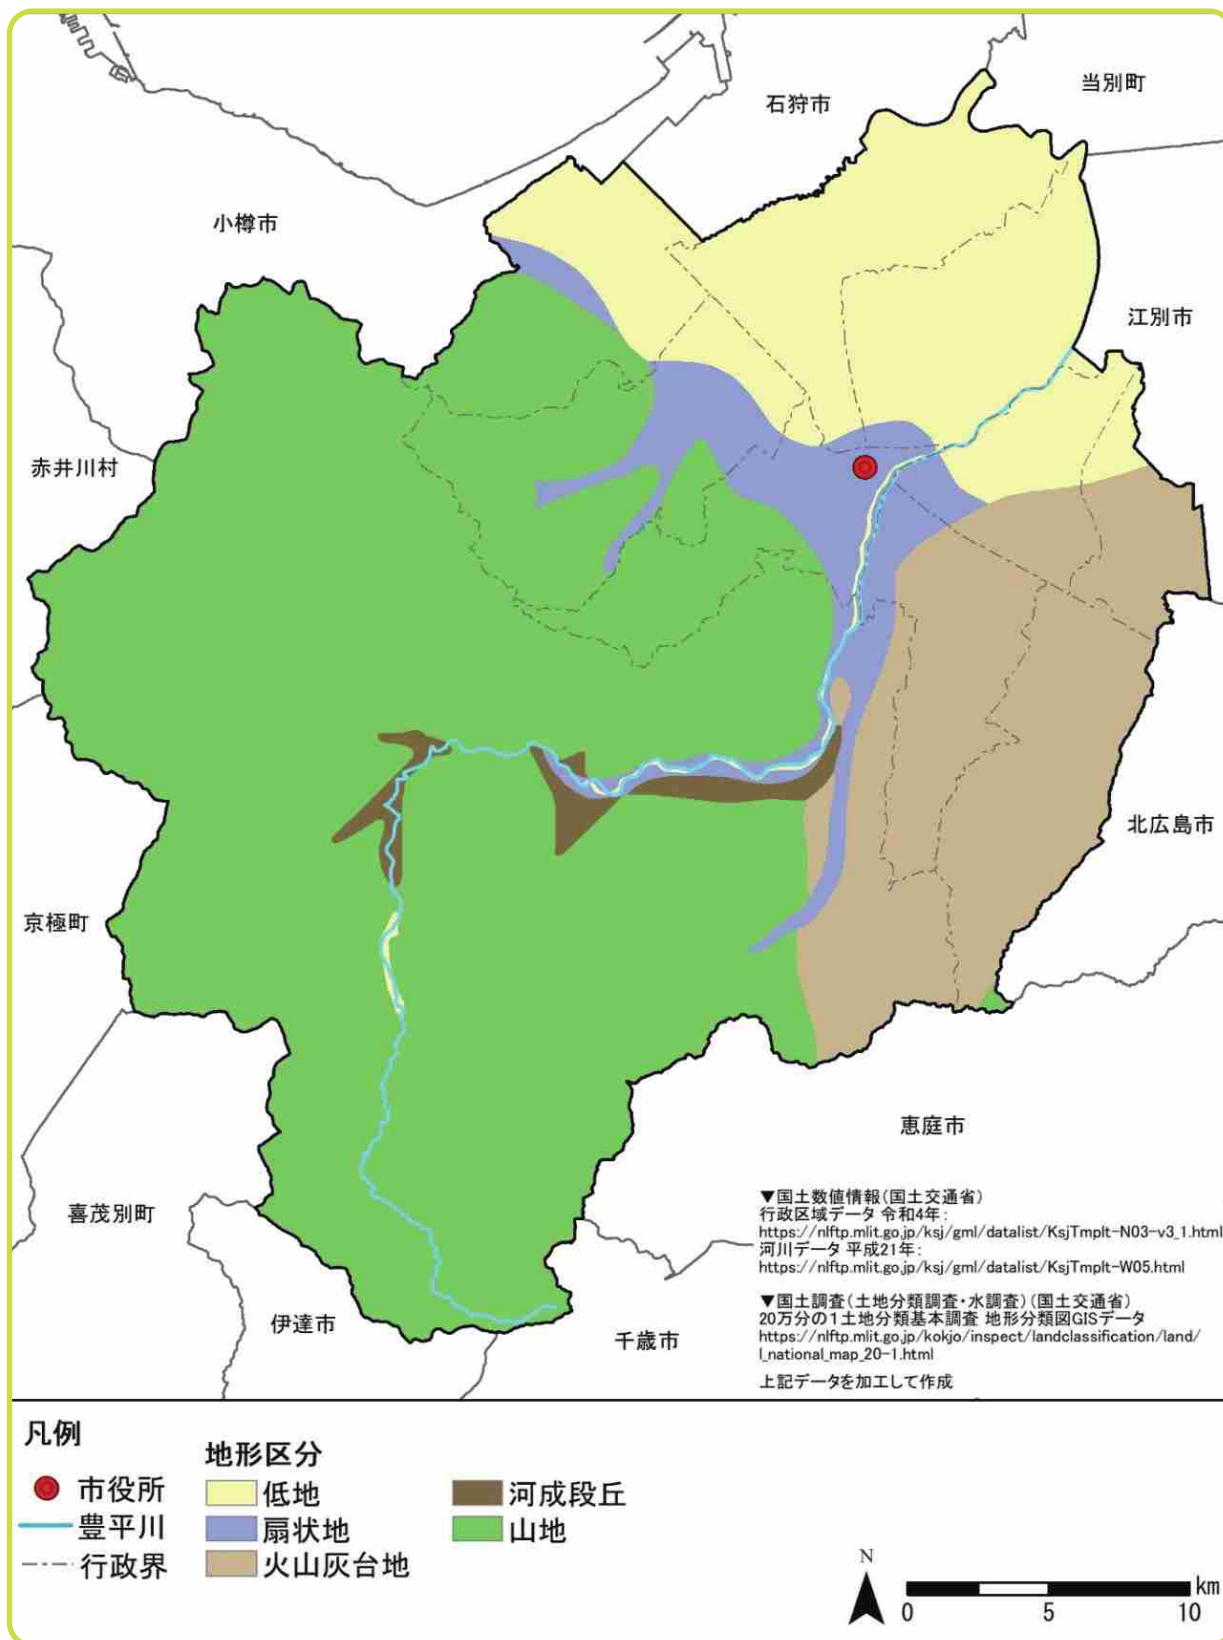 当別町
石狩市
小樽市
江別市
赤井川村
北広島市
京極町
恵庭市
喜茂別町
伊達市
千歳市
▼国土数値情報(国土交通省)
行政区域データ 令和4年:
https://nlftp.mlit.go.jp/ksj/gml/datalist/KsjTmplt-N03-v3_1.html
河川データ 平成21年:
https://nlftp.mlit.go.jp/ksj/gml/datalist/KsjTmplt-W05.html
▼国土調査(土地分類調査・水調査)(国土交通省)
20万分の1土地分類基本調査 地形分類図GISデータ
https://nlftp.mlit.go.jp/kokjo/inspect/landclassification/land/
l_national_map_20-1.html
上記データを加工して作成
凡例
市役所
豊平川
行政界
地形区分
低地
扇状地
火山灰台地
河成段丘
山地
N
km
0 5 10